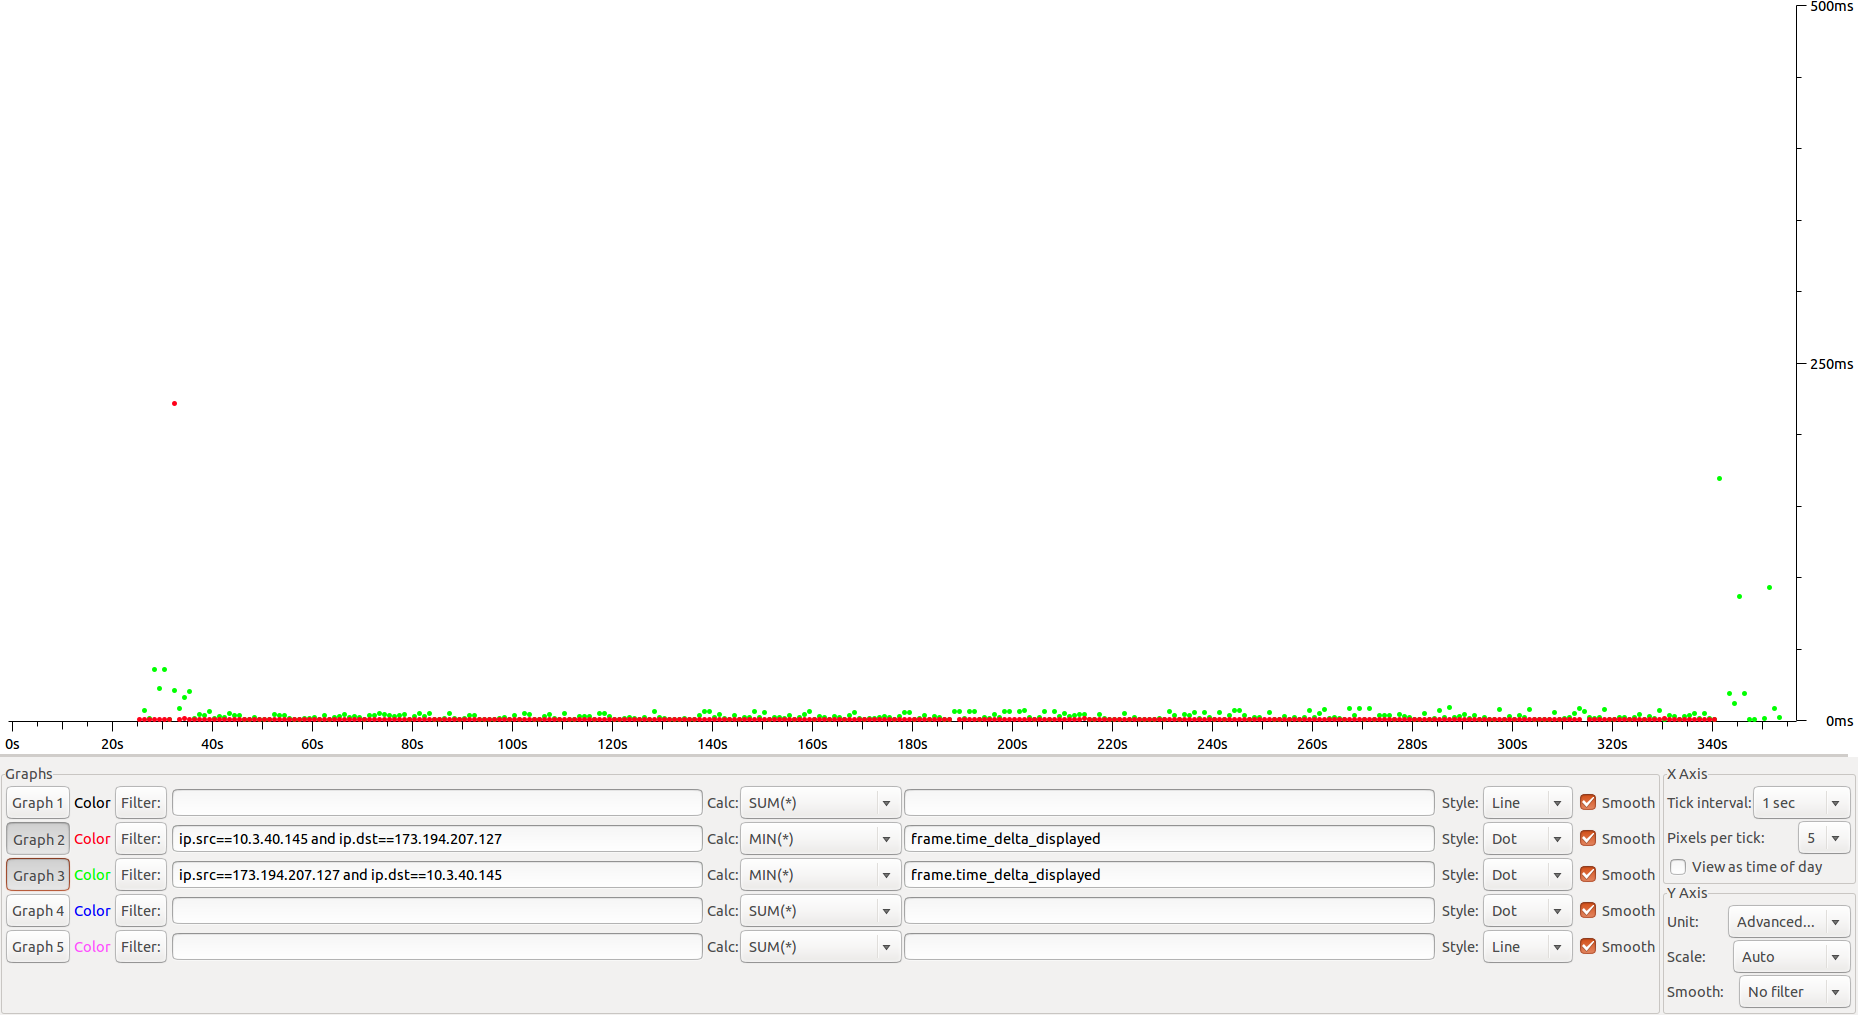 500ms
250ms
0ms
0s 20s 40s 60s 80s 100s 120s 140s 160s 180s 200s 220s 240s 260s 280s 300s 320s 340s
Graphs
Graph 1 Color Filter: Calc: SUM(*) Style: Line Smooth
Graph 2 Color Filter: ip.src==10.3.40.145 and ip.dst==173.194.207.127 Calc: MIN(*) frame.time_delta_displayed Style: Dot Smooth
Graph 3 Color Filter: ip.src==173.194.207.127 and ip.dst==10.3.40.145 Calc: MIN(*) frame.time_delta_displayed Style: Dot Smooth
Graph 4 Color Filter: Calc: SUM(*) Style: Dot Smooth
Graph 5 Color Filter: Calc: SUM(*) Style: Line Smooth
X Axis
Tick interval: 1 sec
Pixels per tick: 5
View as time of day
Y Axis
Unit: Advanced...
Scale: Auto
Smooth: No filter